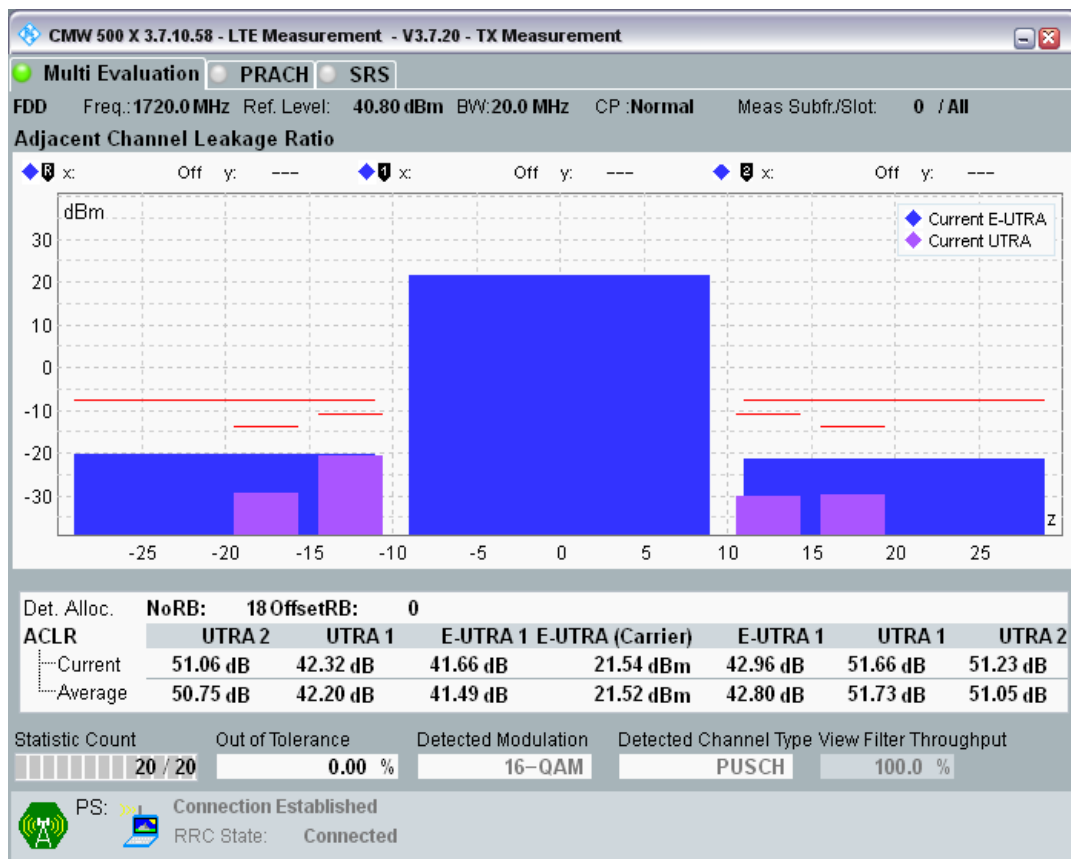 CMW 500 X 3.7.10.58 - LTE Measurement - V3.7.20 - TX Measurement
Multi Evaluation PRACH SRS
FDD Freq.:1720.0 MHz Ref. Level: 40.80 dBm BW:20.0 MHz CP :Normal Meas Subfr./Slot: 0 / All
Adjacent Channel Leakage Ratio
R x: Off y: --- 1 x: Off y: --- 2 x: Off y: ---
dBm
Current E-UTRA
Current UTRA
30
20
10
0
-10
-20
-30
z
-25 -20 -15 -10 -5 0 5 10 15 20 25
Det. Alloc. NoRB: 18 OffsetRB: 0
ACLR UTRA 2 UTRA 1 E-UTRA 1 E-UTRA (Carrier) E-UTRA 1 UTRA 1 UTRA 2
Current 51.06 dB 42.32 dB 41.66 dB 21.54 dBm 42.96 dB 51.66 dB 51.23 dB
Average 50.75 dB 42.20 dB 41.49 dB 21.52 dBm 42.80 dB 51.73 dB 51.05 dB
Statistic Count Out of Tolerance Detected Modulation Detected Channel Type View Filter Throughput
20 / 20 0.00 % 16-QAM PUSCH 100.0 %
PS: Connection Established
RRC State: Connected